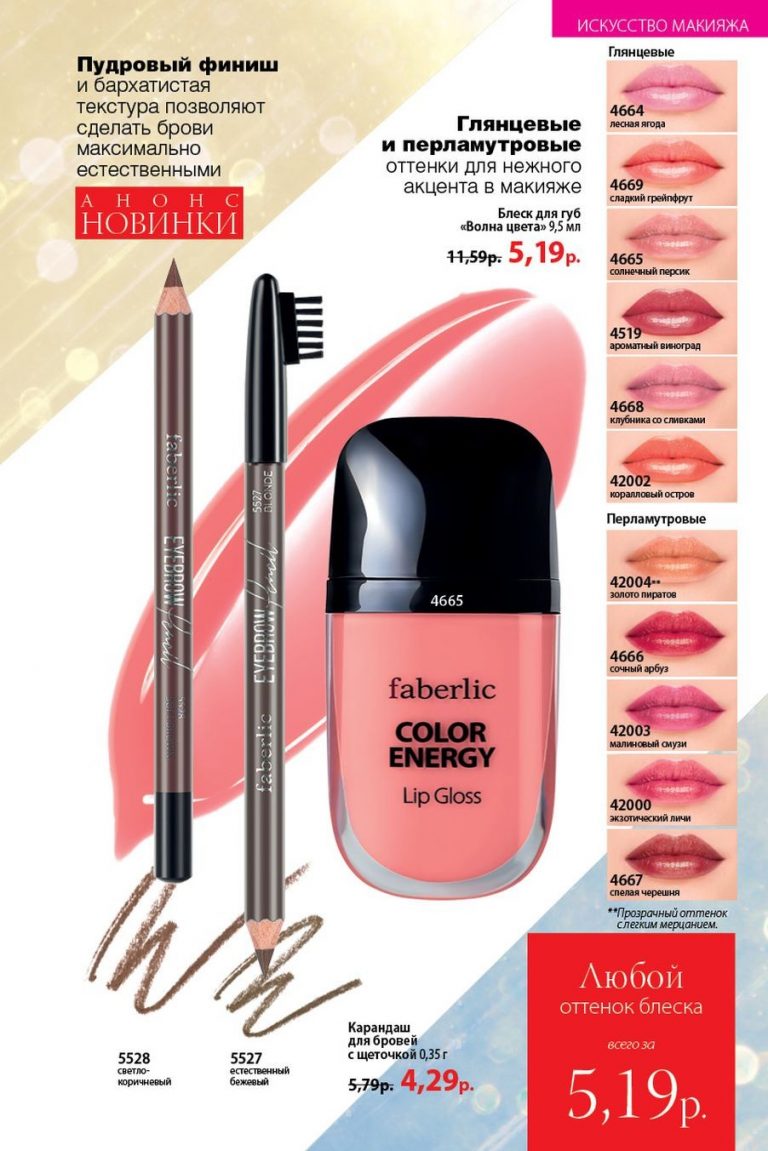 ИСКУССТВО МАКИЯЖА
Пудровый финиш
и бархатистая
текстура позволяют
сделать брови
максимально
естественными
АНОНС
НОВИНКИ
Глянцевые
и перламутровые
оттенки для нежного
акцента в макияже
Блеск для губ
«Волна цвета» 9,5 мл
11,59р. 5,19р.
Глянцевые
4664
лесная ягода
4669
сладкий грейпфрут
4665
солнечный персик
4519
ароматный виноград
4668
клубника со сливками
42002
коралловый остров
Перламутровые
42004**
золото пиратов
4666
сочный арбуз
42003
малиновый смузи
42000
экзотический личи
4667
спелая черешня
**Прозрачный оттенок
с легким мерцанием.
faberlic
EYEBROW Pencil
5528
5527
BLONDE
EYEBROW Pencil
faberlic
4665
faberlic
COLOR
ENERGY
Lip Gloss
5528
светло-
коричневый
5527
естественный
бежевый
Карандаш
для бровей
с щеточкой 0,35 г
5,79р. 4,29р.
Любой
оттенок блеска
всего за
5,19р.